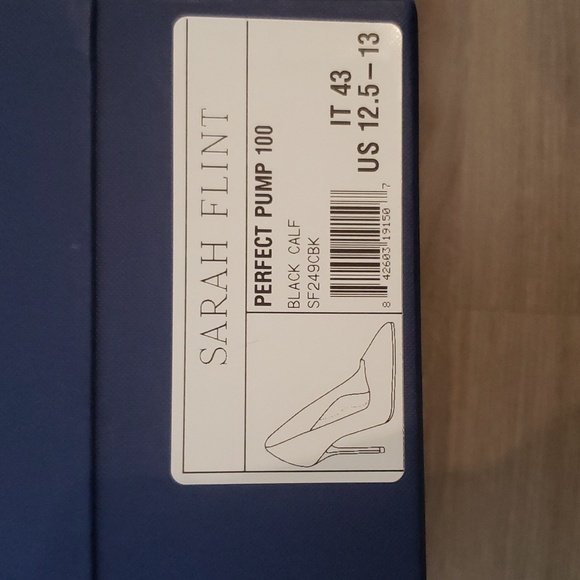 SARAH FLINT
PERFECT PUMP 100
BLACK CALF
SF249CBK
IT 43
US 12.5-13
8 42603 19150 7